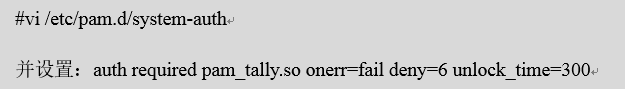 #vi /etc/pam.d/system-auth
并设置：auth required pam_tally.so onerr=fail deny=6 unlock_time=300